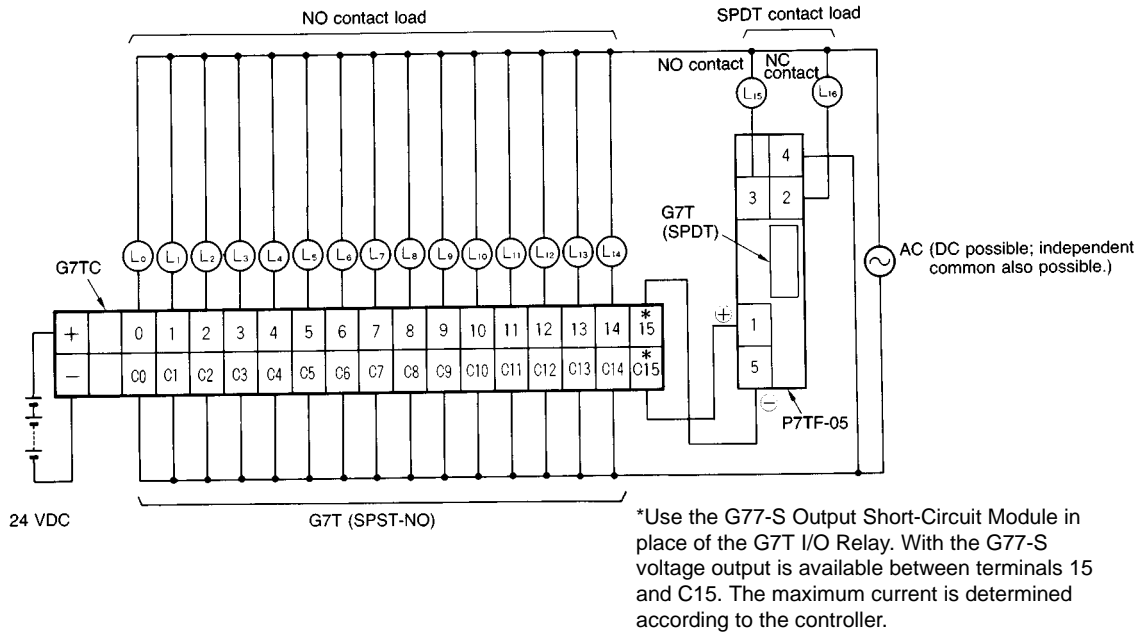 NO contact load
SPDT contact load
NO contact
NC contact
L15
L16
4
3 2
G7T (SPDT)
AC (DC possible; independent common also possible.)
L0 L1 L2 L3 L4 L5 L6 L7 L8 L9 L10 L11 L12 L13 L14
G7TC
+ 0 1 2 3 4 5 6 7 8 9 10 11 12 13 14 * 15
− C0 C1 C2 C3 C4 C5 C6 C7 C8 C9 C10 C11 C12 C13 C14 * C15
+
1
5
−
P7TF-05
24 VDC
G7T (SPST-NO)
*Use the G77-S Output Short-Circuit Module in
place of the G7T I/O Relay. With the G77-S
voltage output is available between terminals 15
and C15. The maximum current is determined
according to the controller.